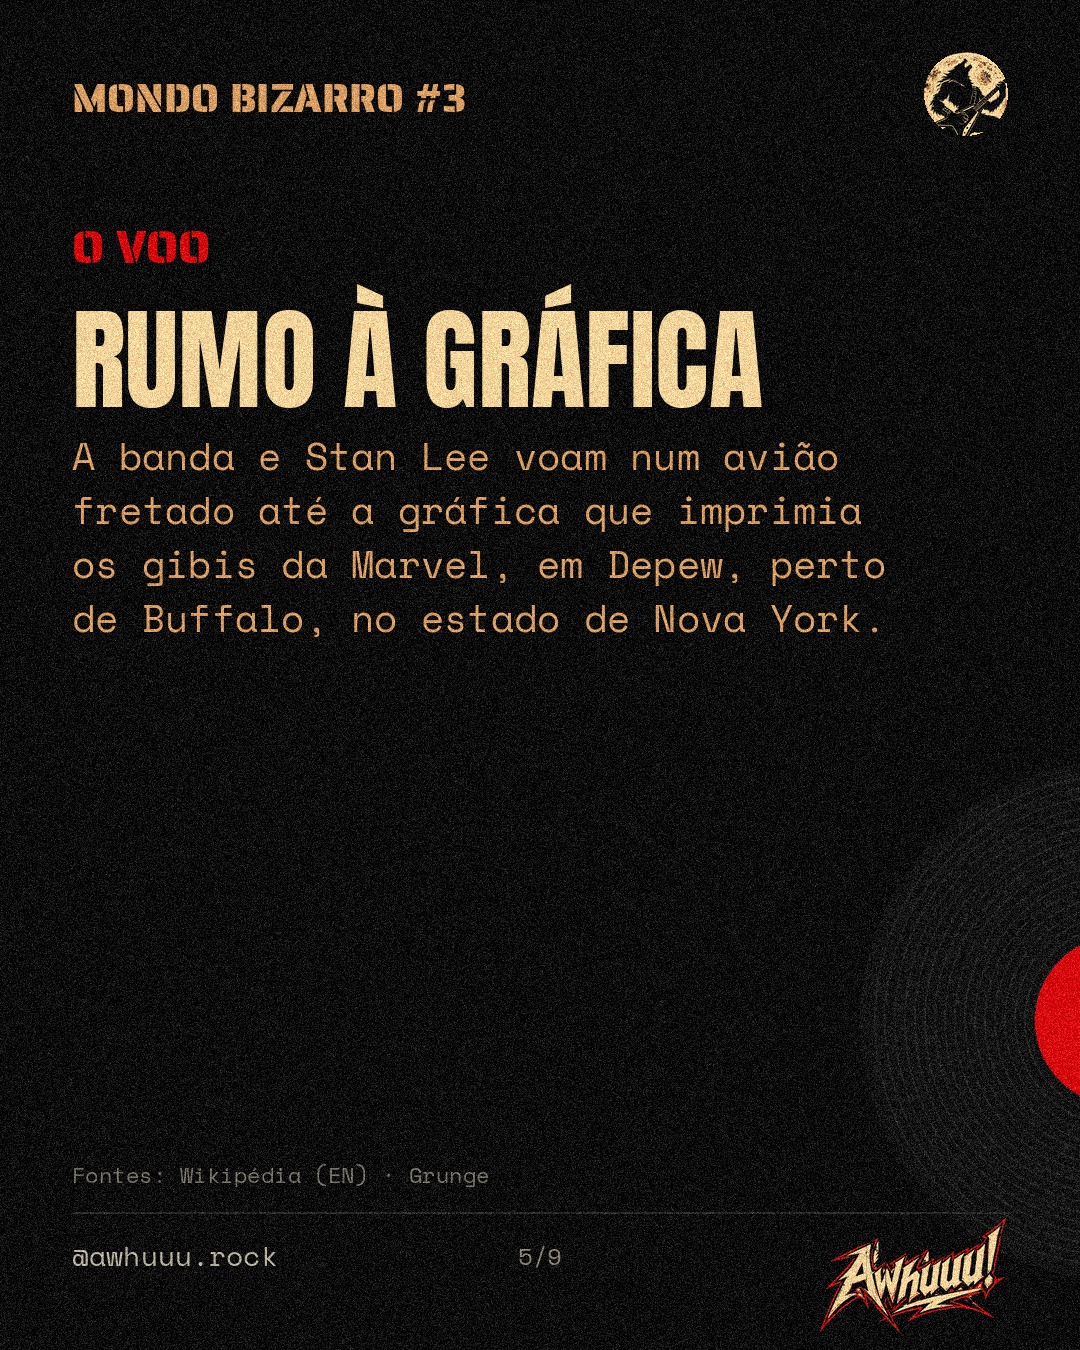 MONDO BIZARRO #3
O VOO
RUMO À GRÁFICA
A banda e Stan Lee voam num avião
fretado até a gráfica que imprimia
os gibis da Marvel, em Depew, perto
de Buffalo, no estado de Nova York.
Fontes: Wikipédia (EN) · Grunge
@awhuuu.rock
5/9
Awhuuu!